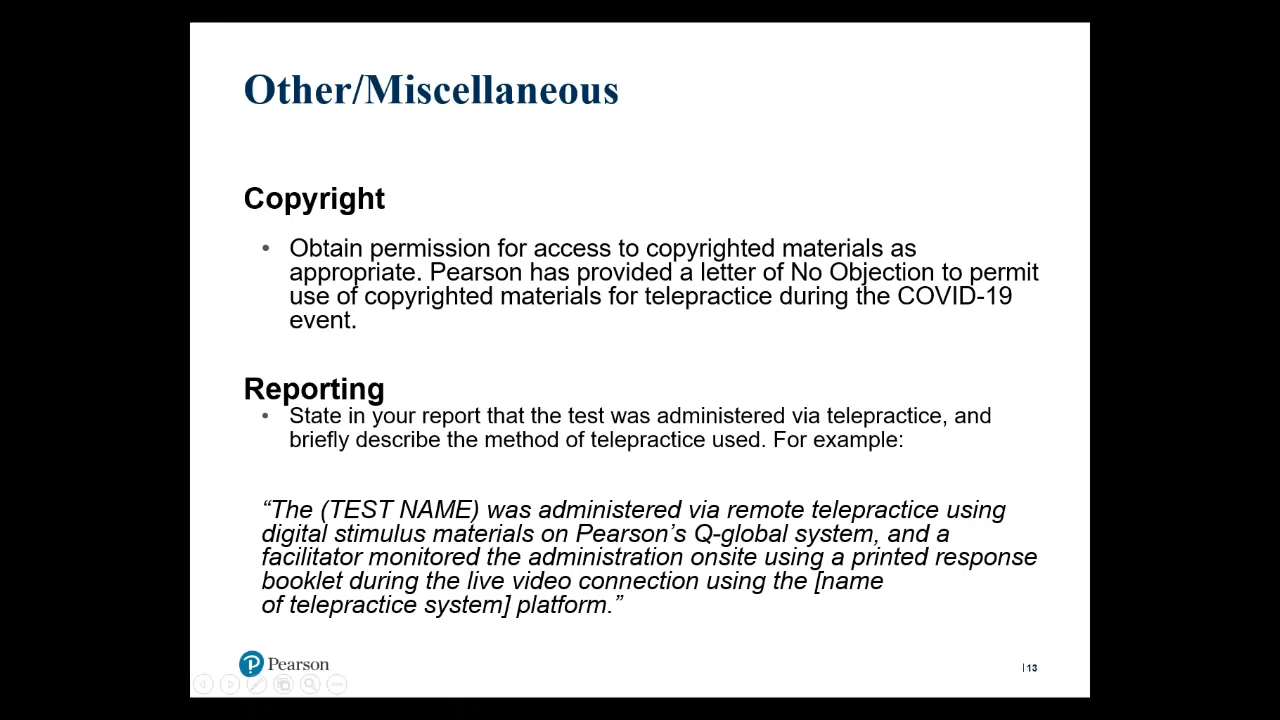 Other/Miscellaneous
Copyright
• Obtain permission for access to copyrighted materials as
appropriate. Pearson has provided a letter of No Objection to permit
use of copyrighted materials for telepractice during the COVID-19
event.
Reporting
• State in your report that the test was administered via telepractice, and
briefly describe the method of telepractice used. For example:
“The (TEST NAME) was administered via remote telepractice using
digital stimulus materials on Pearson’s Q-global system, and a
facilitator monitored the administration onsite using a printed response
booklet during the live video connection using the [name
of telepractice system] platform.”
Pearson
| 13